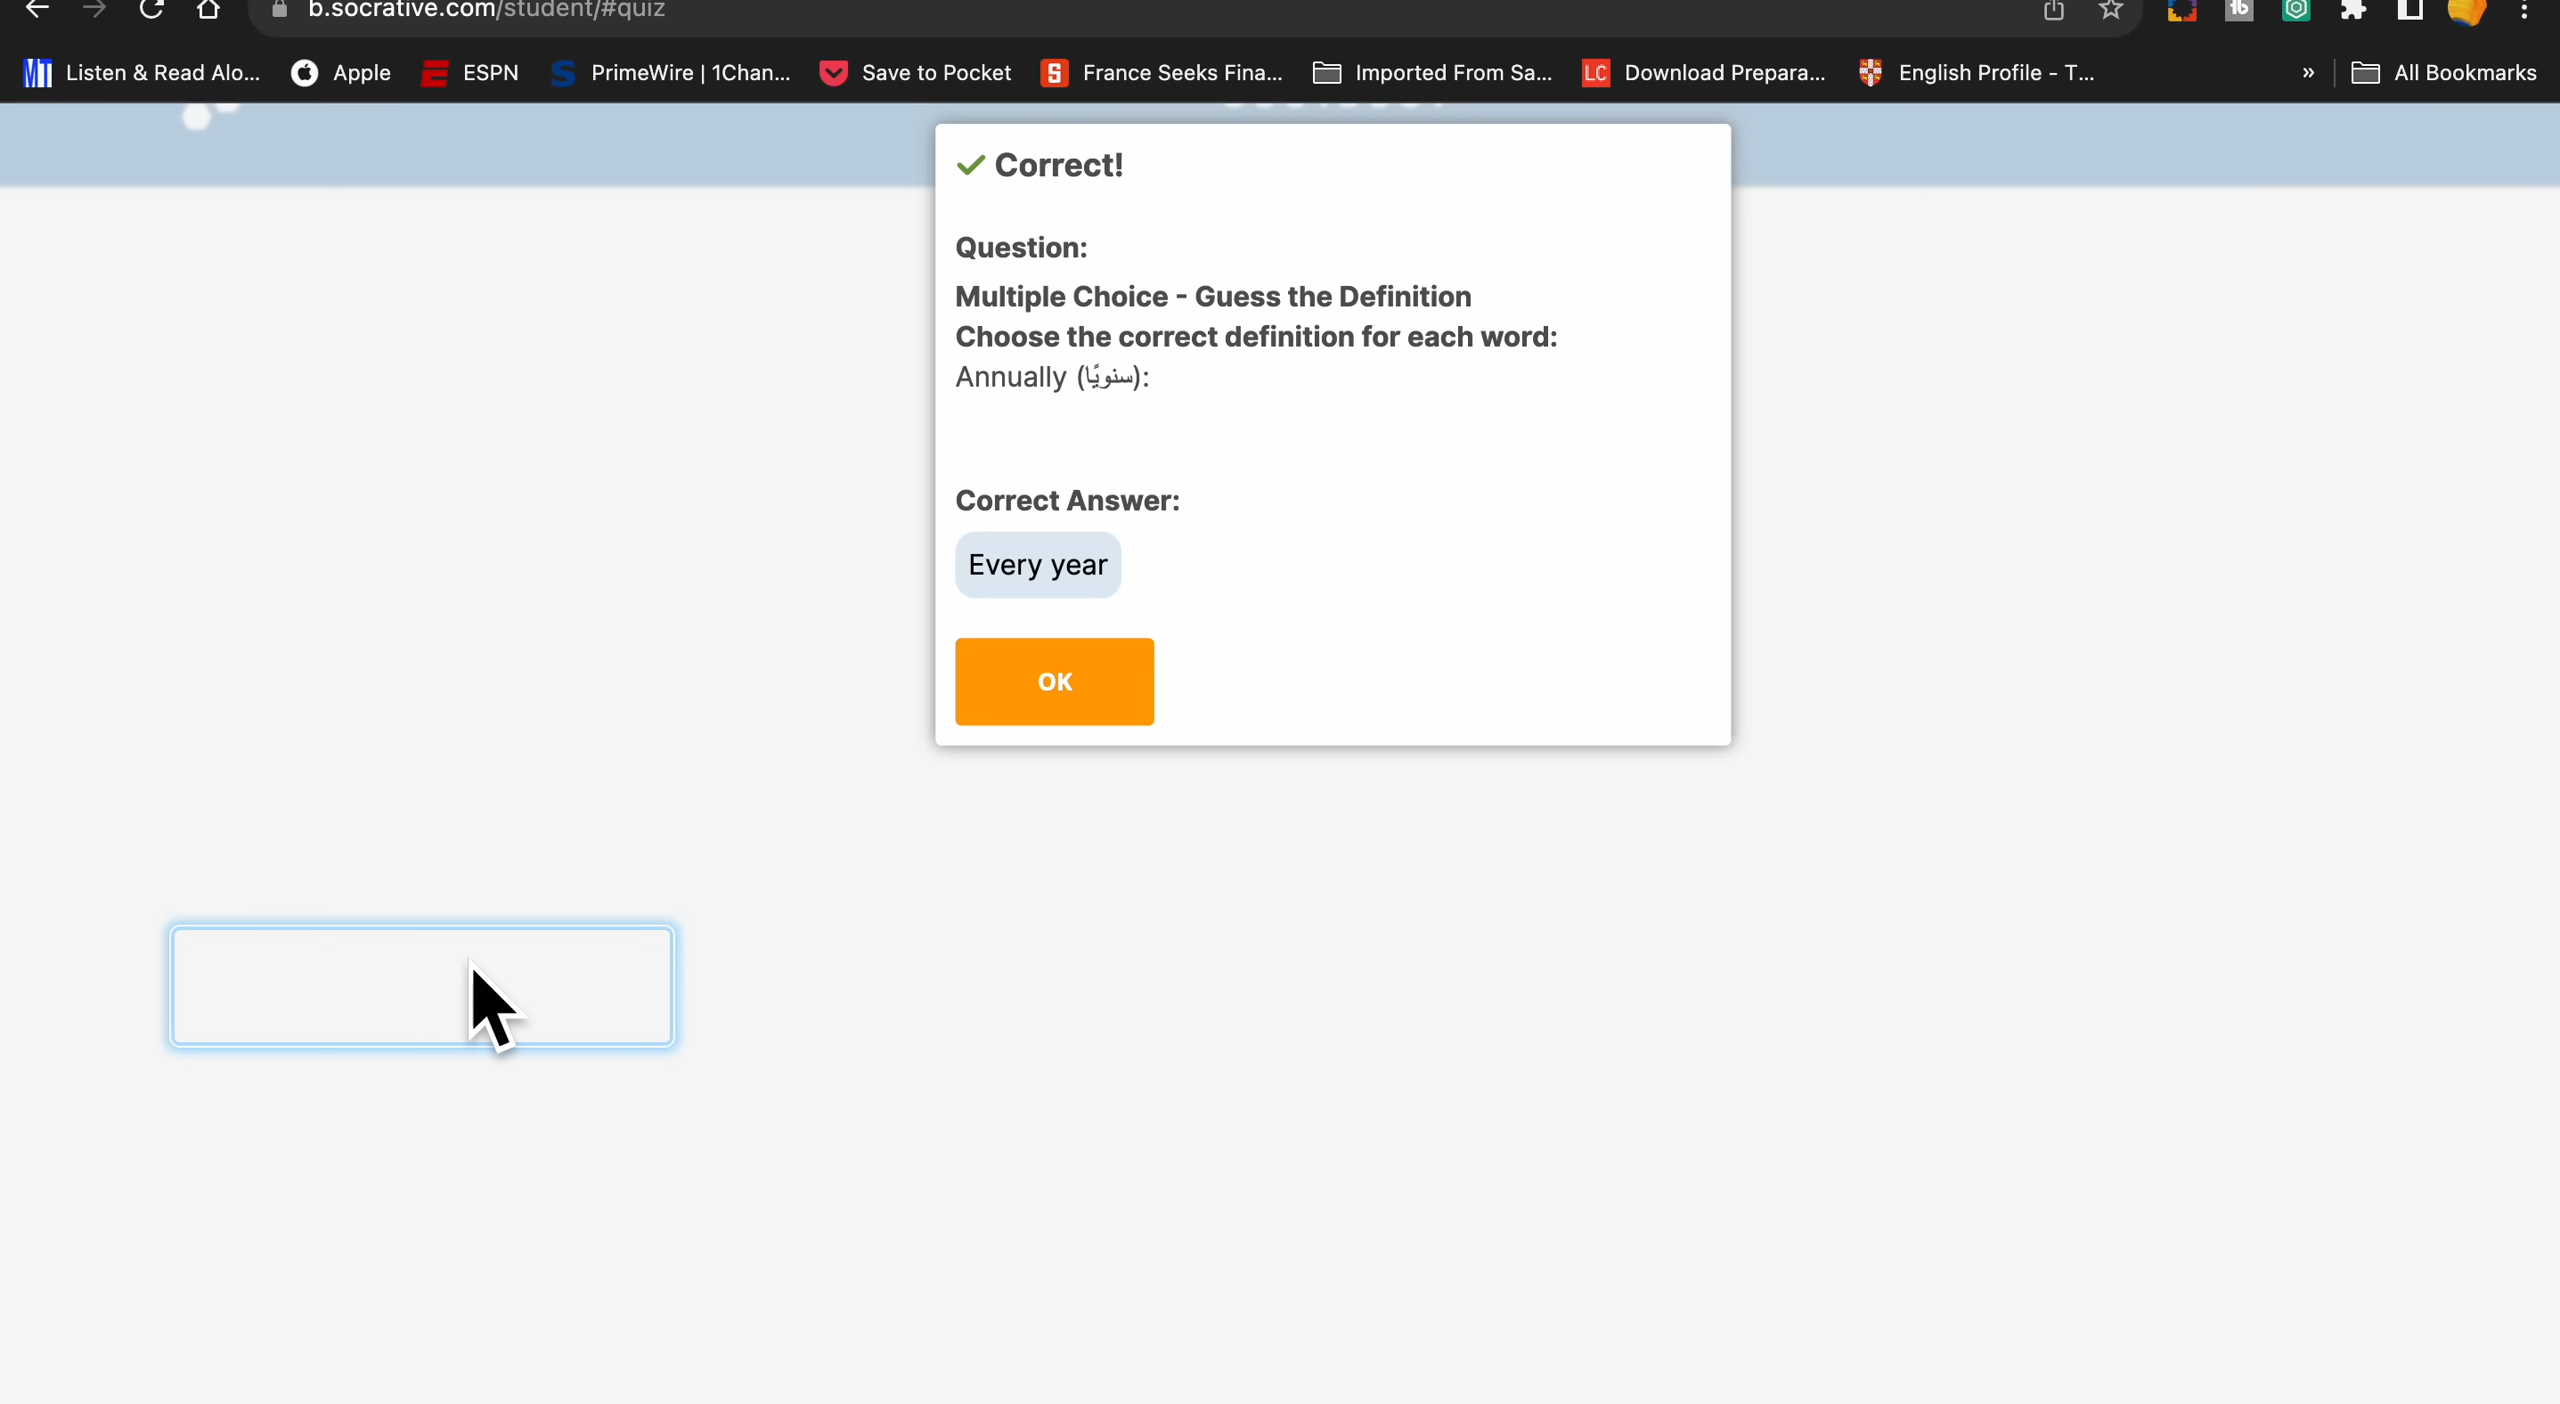 b.socrative.com/student/#quiz
Listen & Read Alo... Apple ESPN PrimeWire | 1Chan... Save to Pocket France Seeks Fina... Imported From Sa... Download Prepara... English Profile - T... » All Bookmarks
Correct!
Question:
Multiple Choice - Guess the Definition
Choose the correct definition for each word:
Annually (سنويًا):
Correct Answer:
Every year
OK